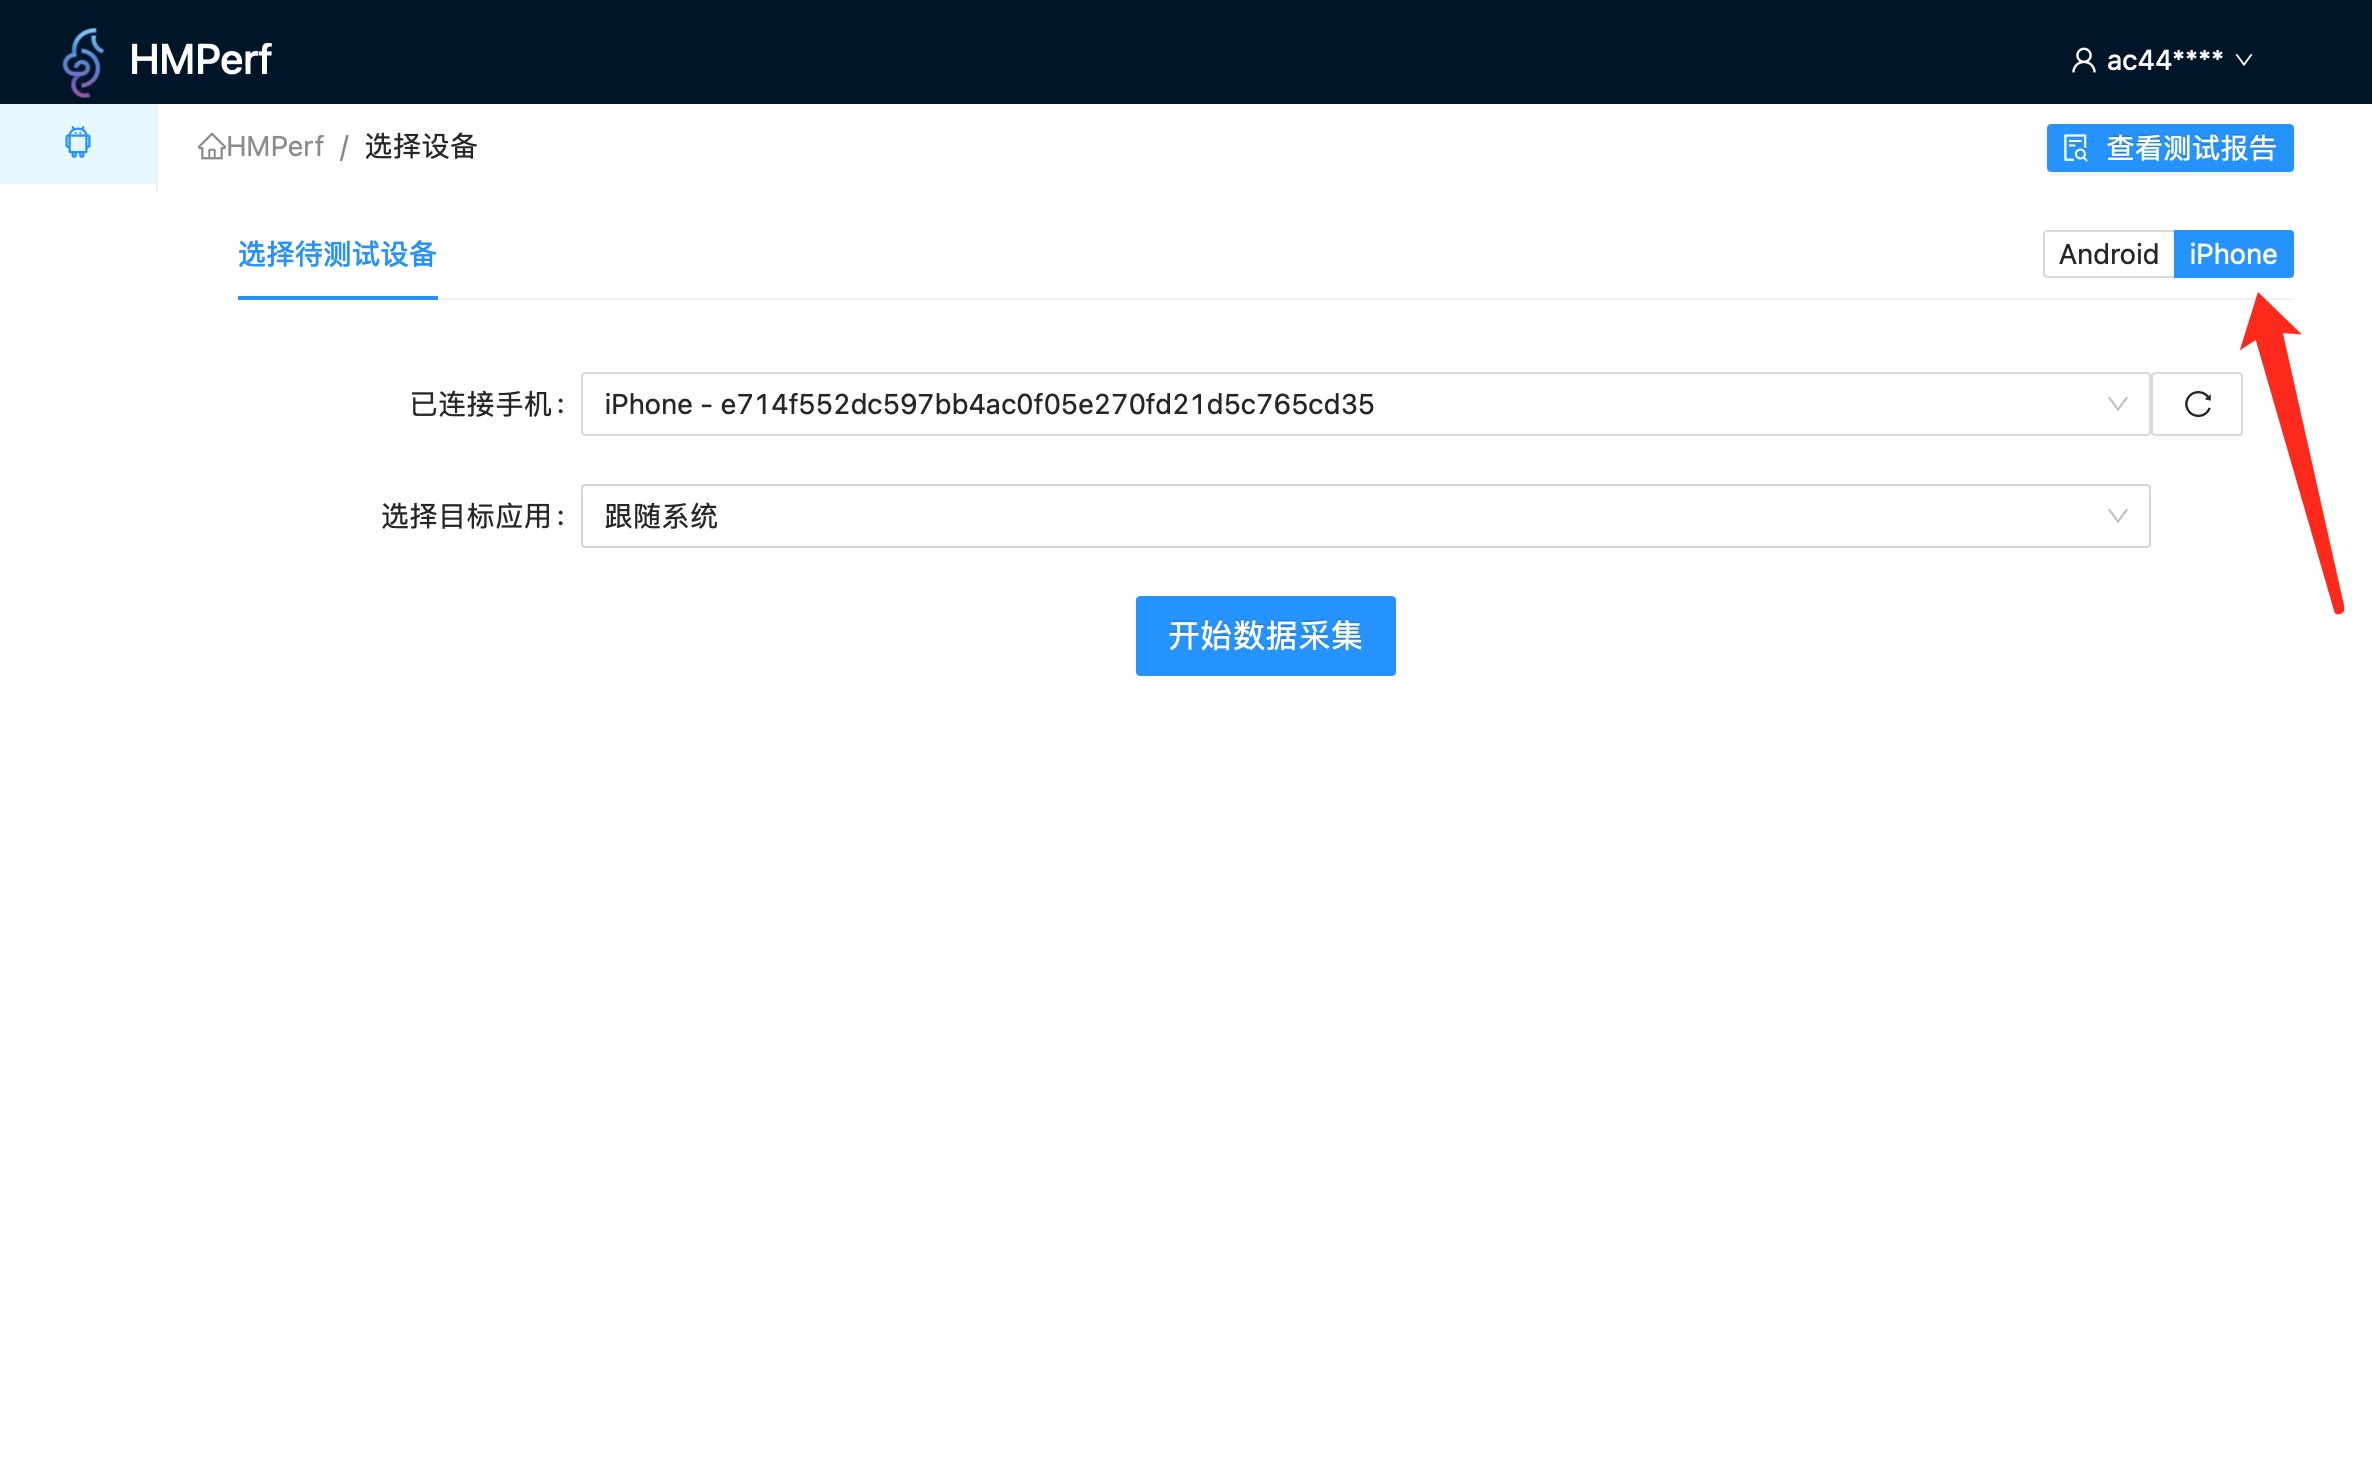 HMPerf
ac44****
HMPerf / 选择设备
查看测试报告
选择待测试设备
Android
iPhone
已连接手机: iPhone - e714f552dc597bb4ac0f05e270fd21d5c765cd35
选择目标应用: 跟随系统
开始数据采集